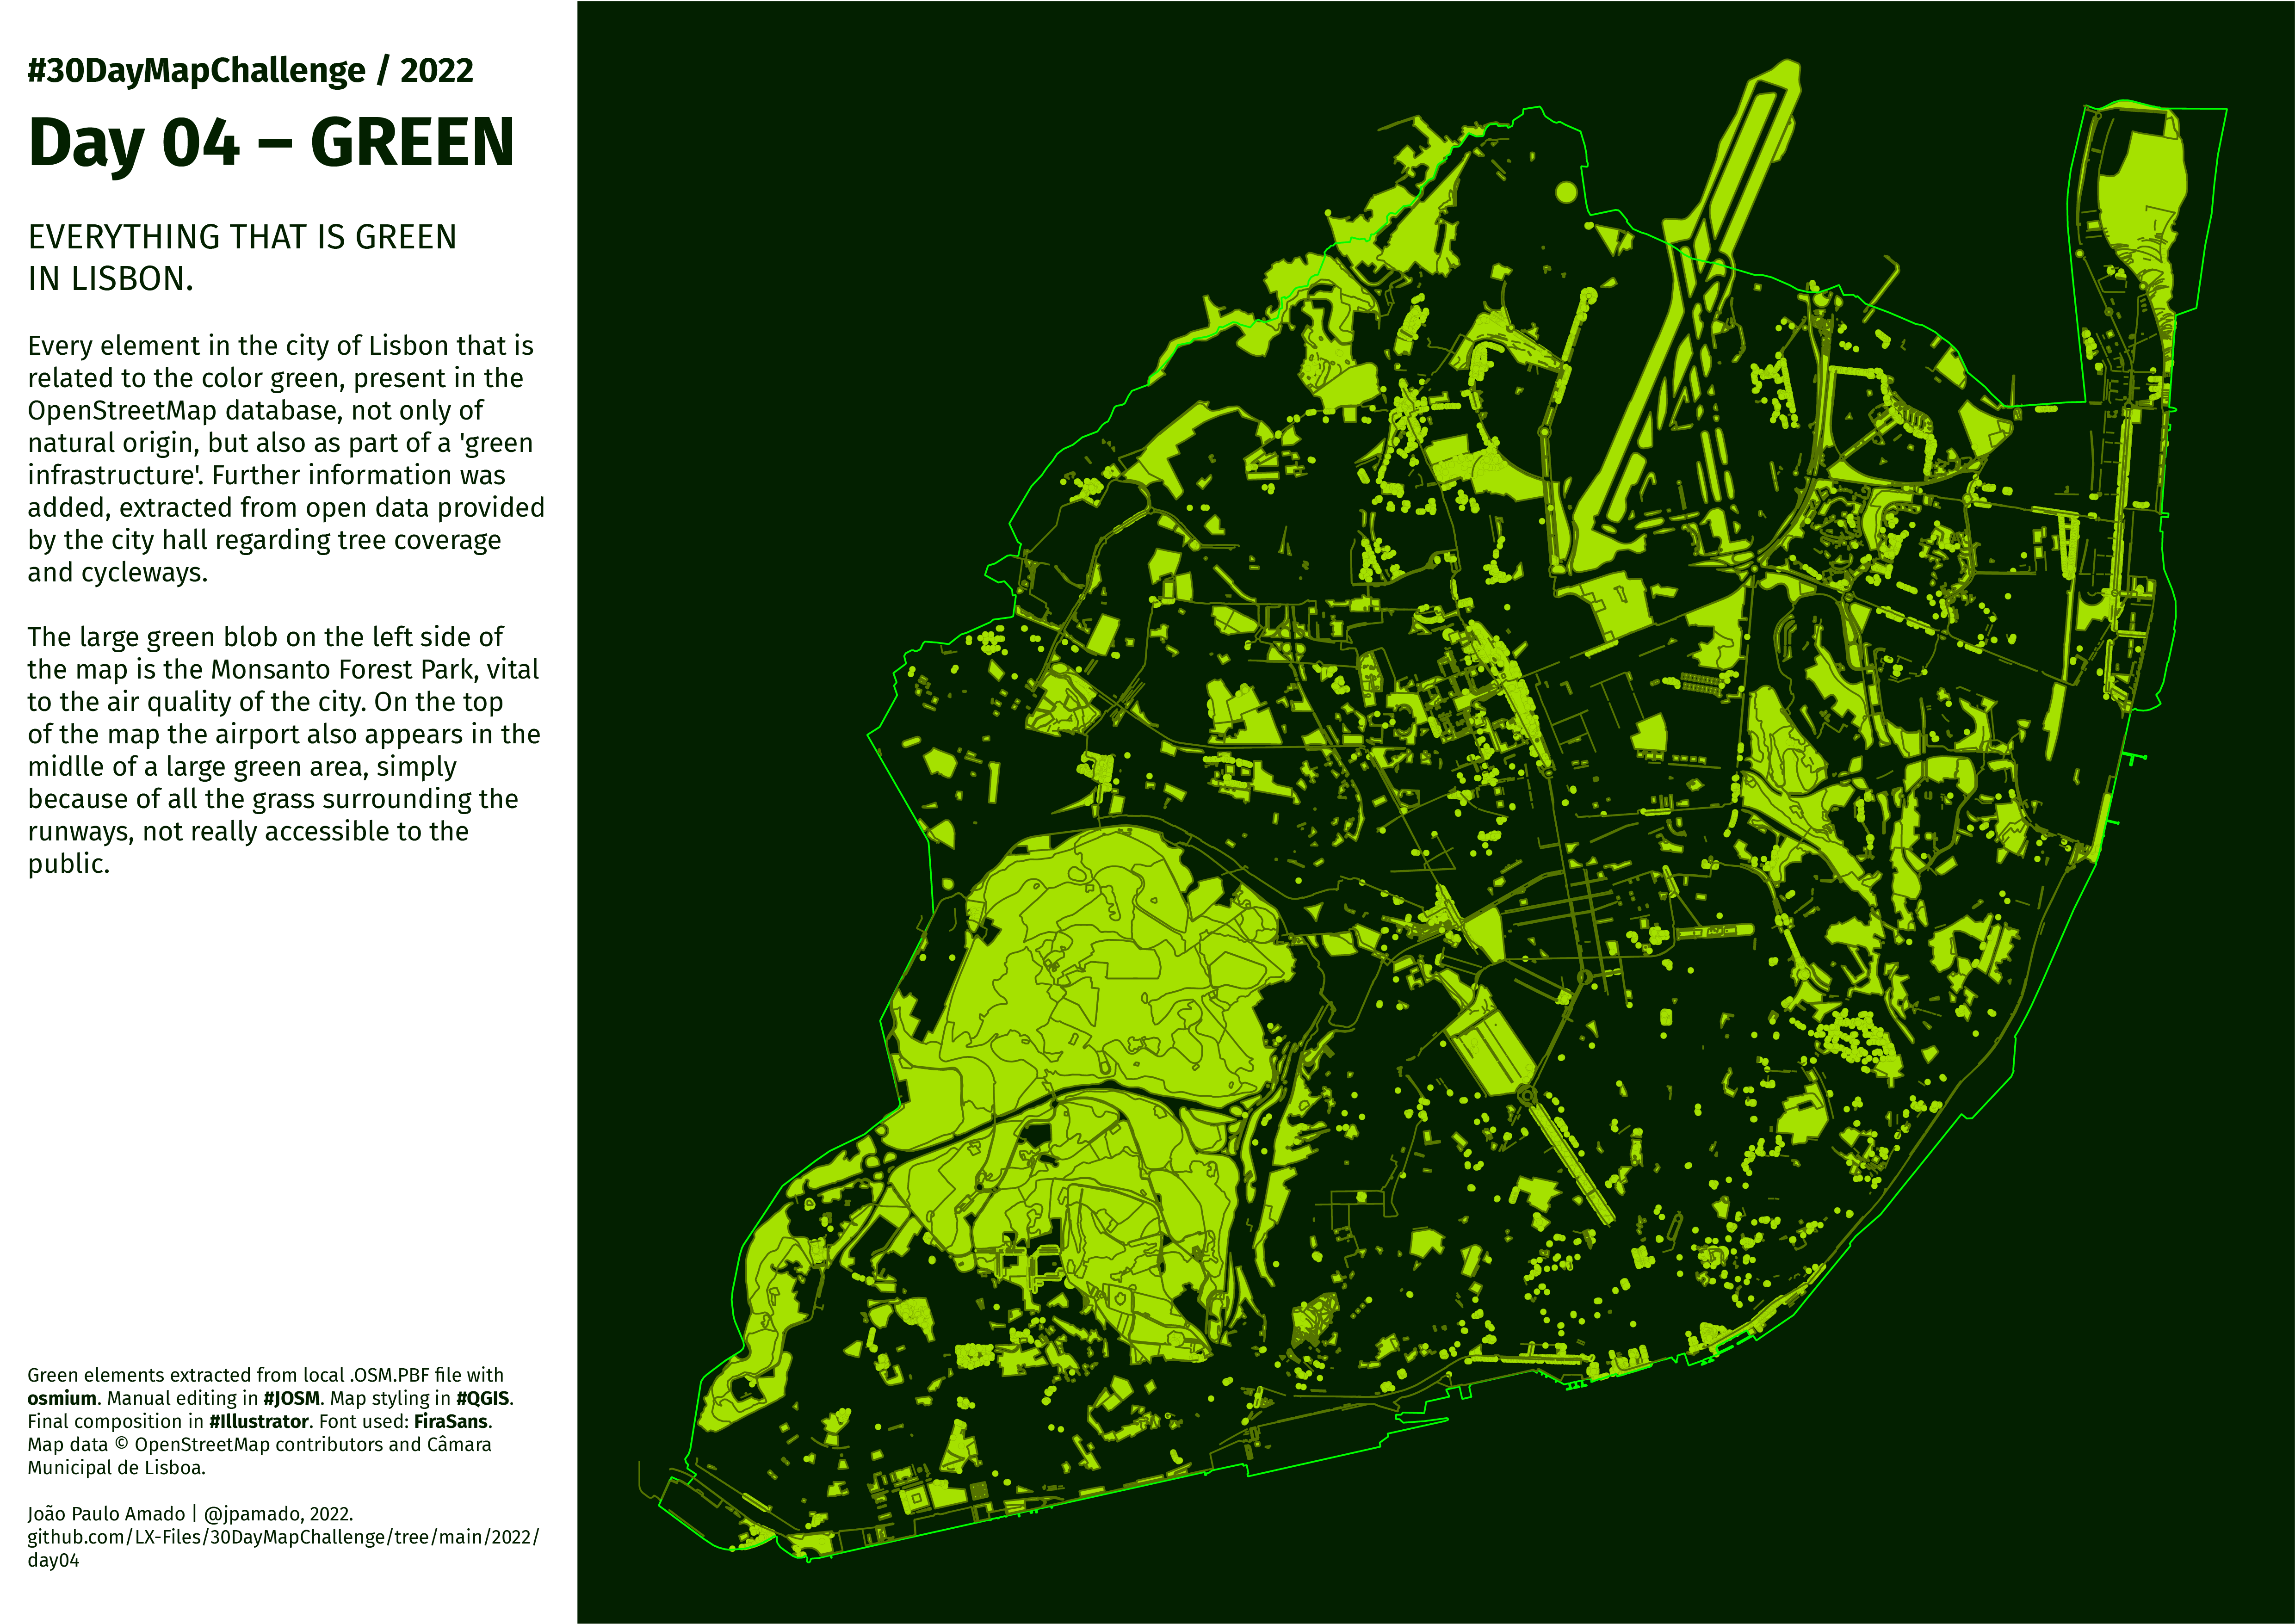 #30DayMapChallenge / 2022
Day 04 – GREEN
EVERYTHING THAT IS GREEN
IN LISBON.
Every element in the city of Lisbon that is
related to the color green, present in the
OpenStreetMap database, not only of
natural origin, but also as part of a 'green
infrastructure'. Further information was
added, extracted from open data provided
by the city hall regarding tree coverage
and cycleways.
The large green blob on the left side of
the map is the Monsanto Forest Park, vital
to the air quality of the city. On the top
of the map the airport also appears in the
midlle of a large green area, simply
because of all the grass surrounding the
runways, not really accessible to the
public.
Green elements extracted from local .OSM.PBF file with
osmium. Manual editing in #JOSM. Map styling in #QGIS.
Final composition in #Illustrator. Font used: FiraSans.
Map data © OpenStreetMap contributors and Câmara
Municipal de Lisboa.
João Paulo Amado | @jpamado, 2022.
github.com/LX-Files/30DayMapChallenge/tree/main/2022/
day04